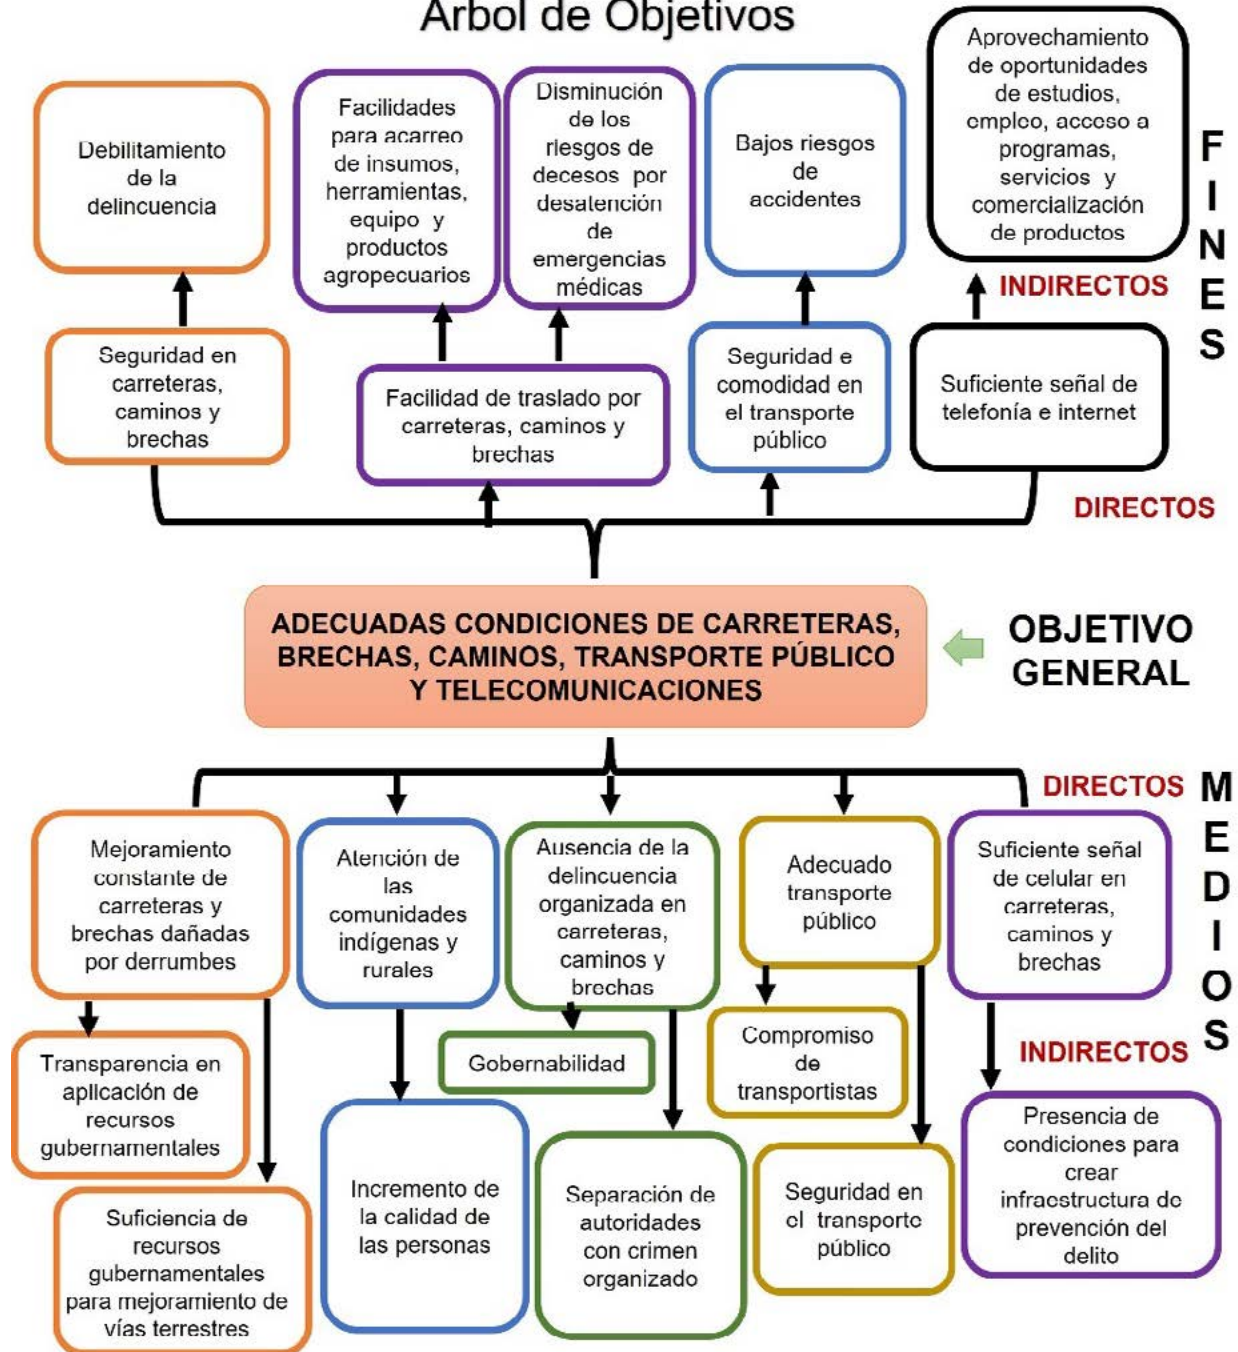 Árbol de Objetivos
Debilitamiento
de la
delincuencia
Facilidades
para acarreo
de insumos,
herramientas,
equipo y
productos
agropecuarios
Disminución
de los
riesgos de
decesos por
desatención
de
emergencias
médicas
Bajos riesgos
de
accidentes
Aprovechamiento
de oportunidades
de estudios,
empleo, acceso a
programas,
servicios y
comercialización
de productos
FINES
INDIRECTOS
Seguridad en
carreteras,
caminos y
brechas
Facilidad de traslado por
carreteras, caminos y
brechas
Seguridad e
comodidad en
el transporte
público
Suficiente señal de
telefonía e internet
DIRECTOS
ADECUADAS CONDICIONES DE CARRETERAS,
BRECHAS, CAMINOS, TRANSPORTE PÚBLICO
Y TELECOMUNICACIONES
OBJETIVO
GENERAL
DIRECTOS
MEDIOS
Mejoramiento
constante de
carreteras y
brechas dañadas
por derrumbes
Atención de
las
comunidades
indígenas y
rurales
Ausencia de la
delincuencia
organizada en
carreteras,
caminos y
brechas
Adecuado
transporte
público
Suficiente señal
de celular en
carreteras,
caminos y
brechas
INDIRECTOS
Transparencia en
aplicación de
recursos
gubernamentales
Gobernabilidad
Compromiso
de
transportistas
Suficiencia de
recursos
gubernamentales
para mejoramiento de
vías terrestres
Incremento de
la calidad de
las personas
Separación de
autoridades
con crimen
organizado
Seguridad en
el transporte
público
Presencia de
condiciones para
crear
infraestructura de
prevención del
delito